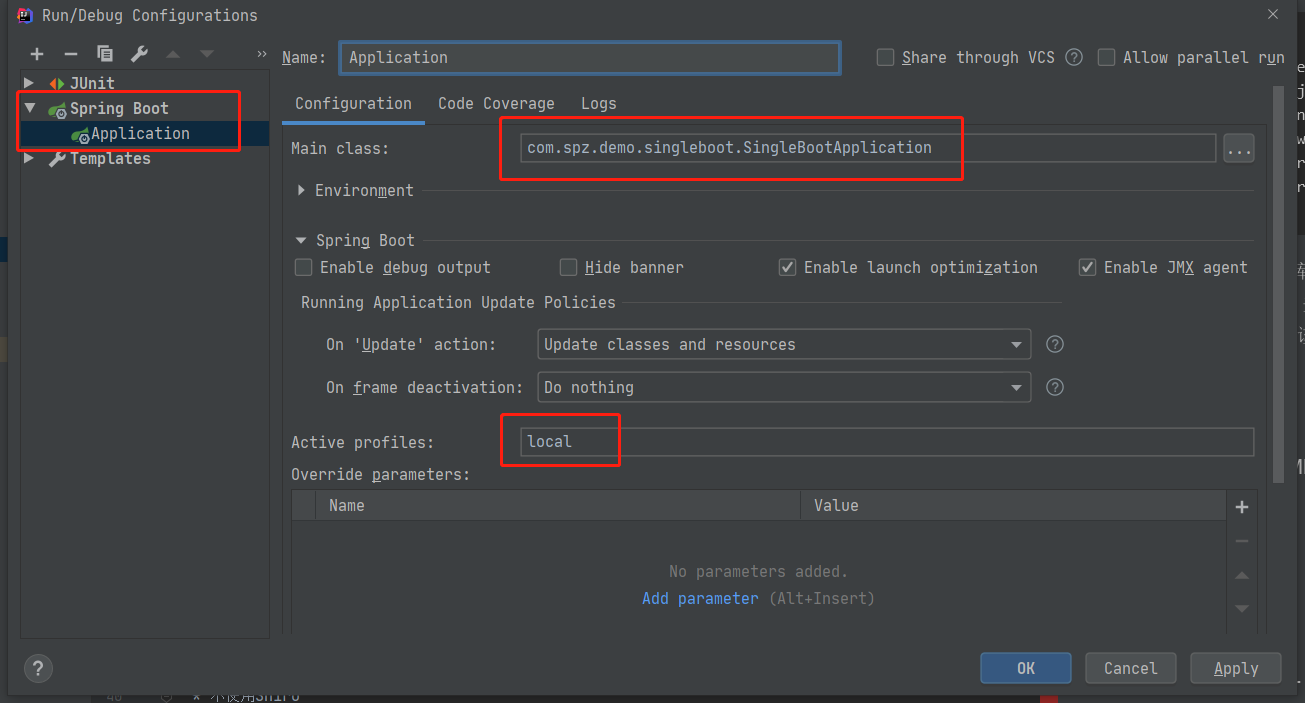 Run/Debug Configurations
Name: Application
Share through VCS
Allow parallel run
JUnit
Spring Boot
Application
Templates
Configuration Code Coverage Logs
Main class: com.spz.demo.singleboot.SingleBootApplication ...
Environment
Spring Boot
Enable debug output
Hide banner
Enable launch optimization
Enable JMX agent
Running Application Update Policies
On 'Update' action: Update classes and resources
On frame deactivation: Do nothing
Active profiles: local
Override parameters:
Name Value
No parameters added.
Add parameter (Alt+Insert)
?
OK Cancel Apply